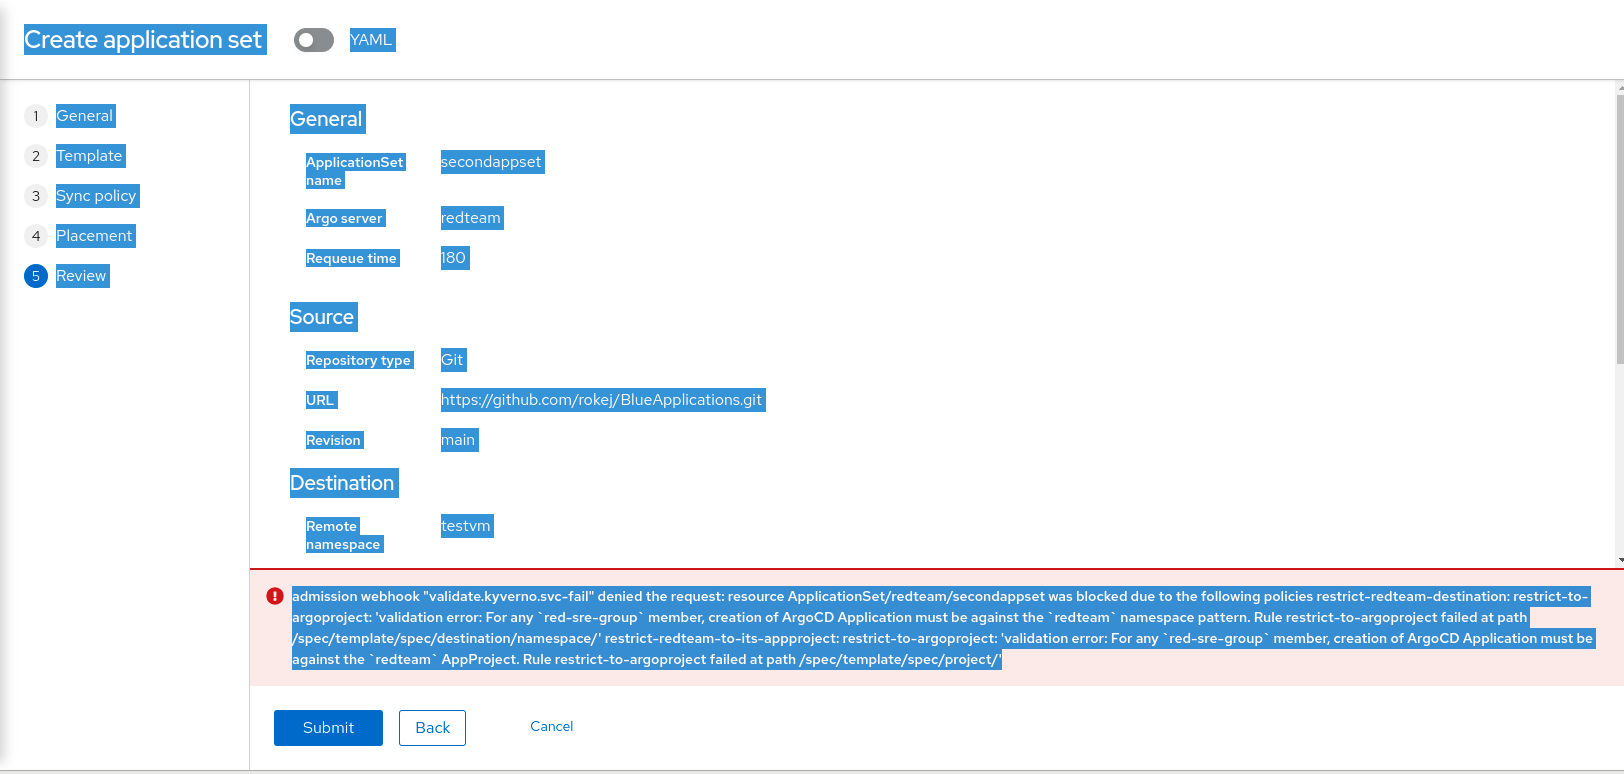 Create application set YAML
1 General
2 Template
3 Sync policy
4 Placement
5 Review
General
ApplicationSet name secondappset
Argo server redteam
Requeue time 180
Source
Repository type Git
URL https://github.com/rokej/BlueApplications.git
Revision main
Destination
Remote namespace testvm
admission webhook "validate.kyverno.svc-fail" denied the request: resource ApplicationSet/redteam/secondappset was blocked due to the following policies restrict-redteam-destination: restrict-to-
argoproject: 'validation error: For any `red-sre-group` member, creation of ArgoCD Application must be against the `redteam` namespace pattern. Rule restrict-to-argoproject failed at path
/spec/template/spec/destination/namespace/' restrict-redteam-to-its-appproject: restrict-to-argoproject: 'validation error: For any `red-sre-group` member, creation of ArgoCD Application must be
against the `redteam` AppProject. Rule restrict-to-argoproject failed at path /spec/template/spec/project/'
Submit Back Cancel